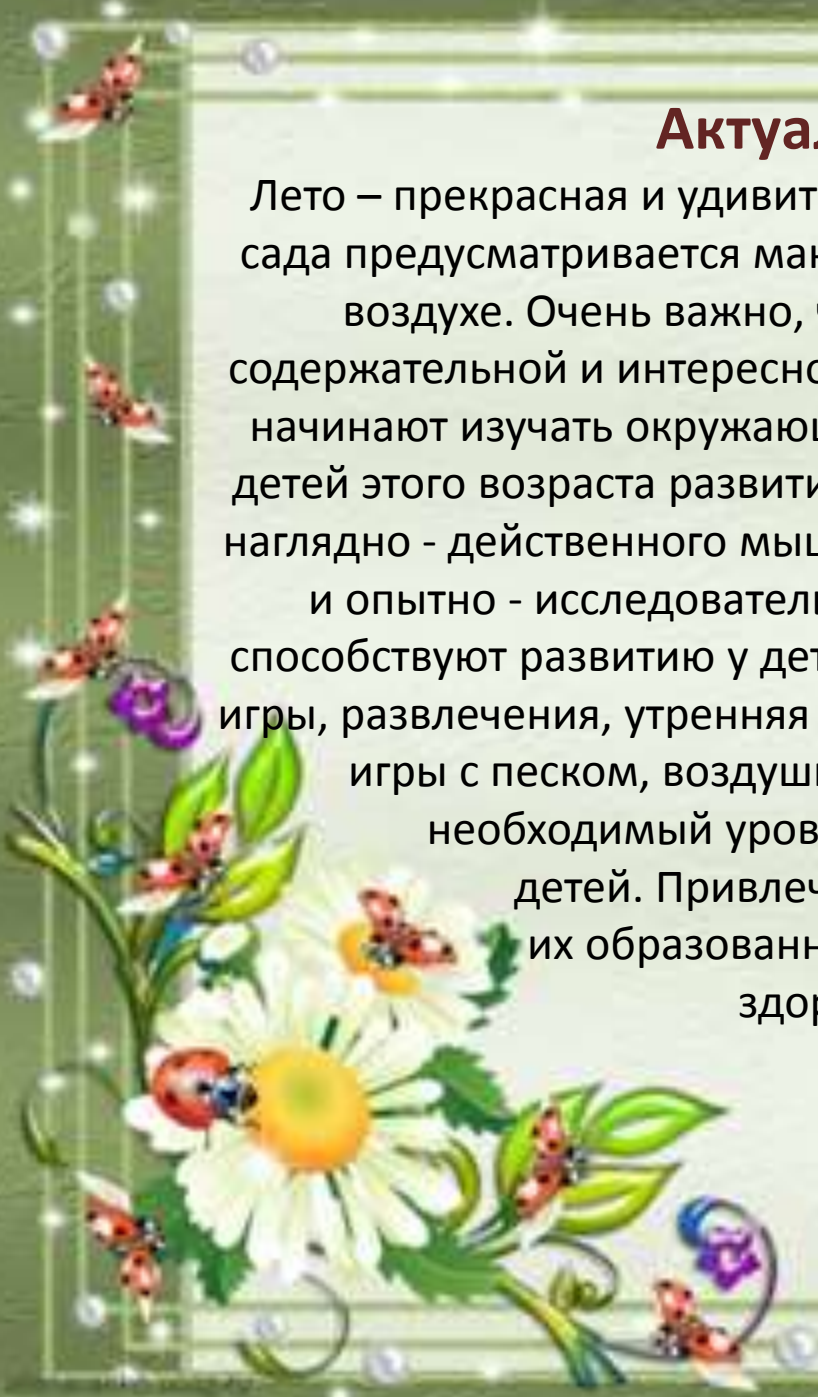 Актуал
Лето – прекрасная и удивит
сада предусматривается мак
воздухе. Очень важно, ч
содержательной и интересно
начинают изучать окружаю
детей этого возраста развити
наглядно - действенного мыш
и опытно - исследовател
способствуют развитию у дет
игры, развлечения, утренняя
игры с песком, воздуш
необходимый уров
детей. Привлеч
их образованн
здор